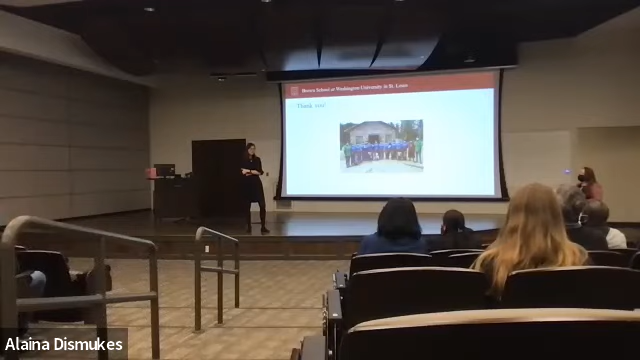 Brown School at Washington University in St. Louis
Thank you!
Alaina Dismukes